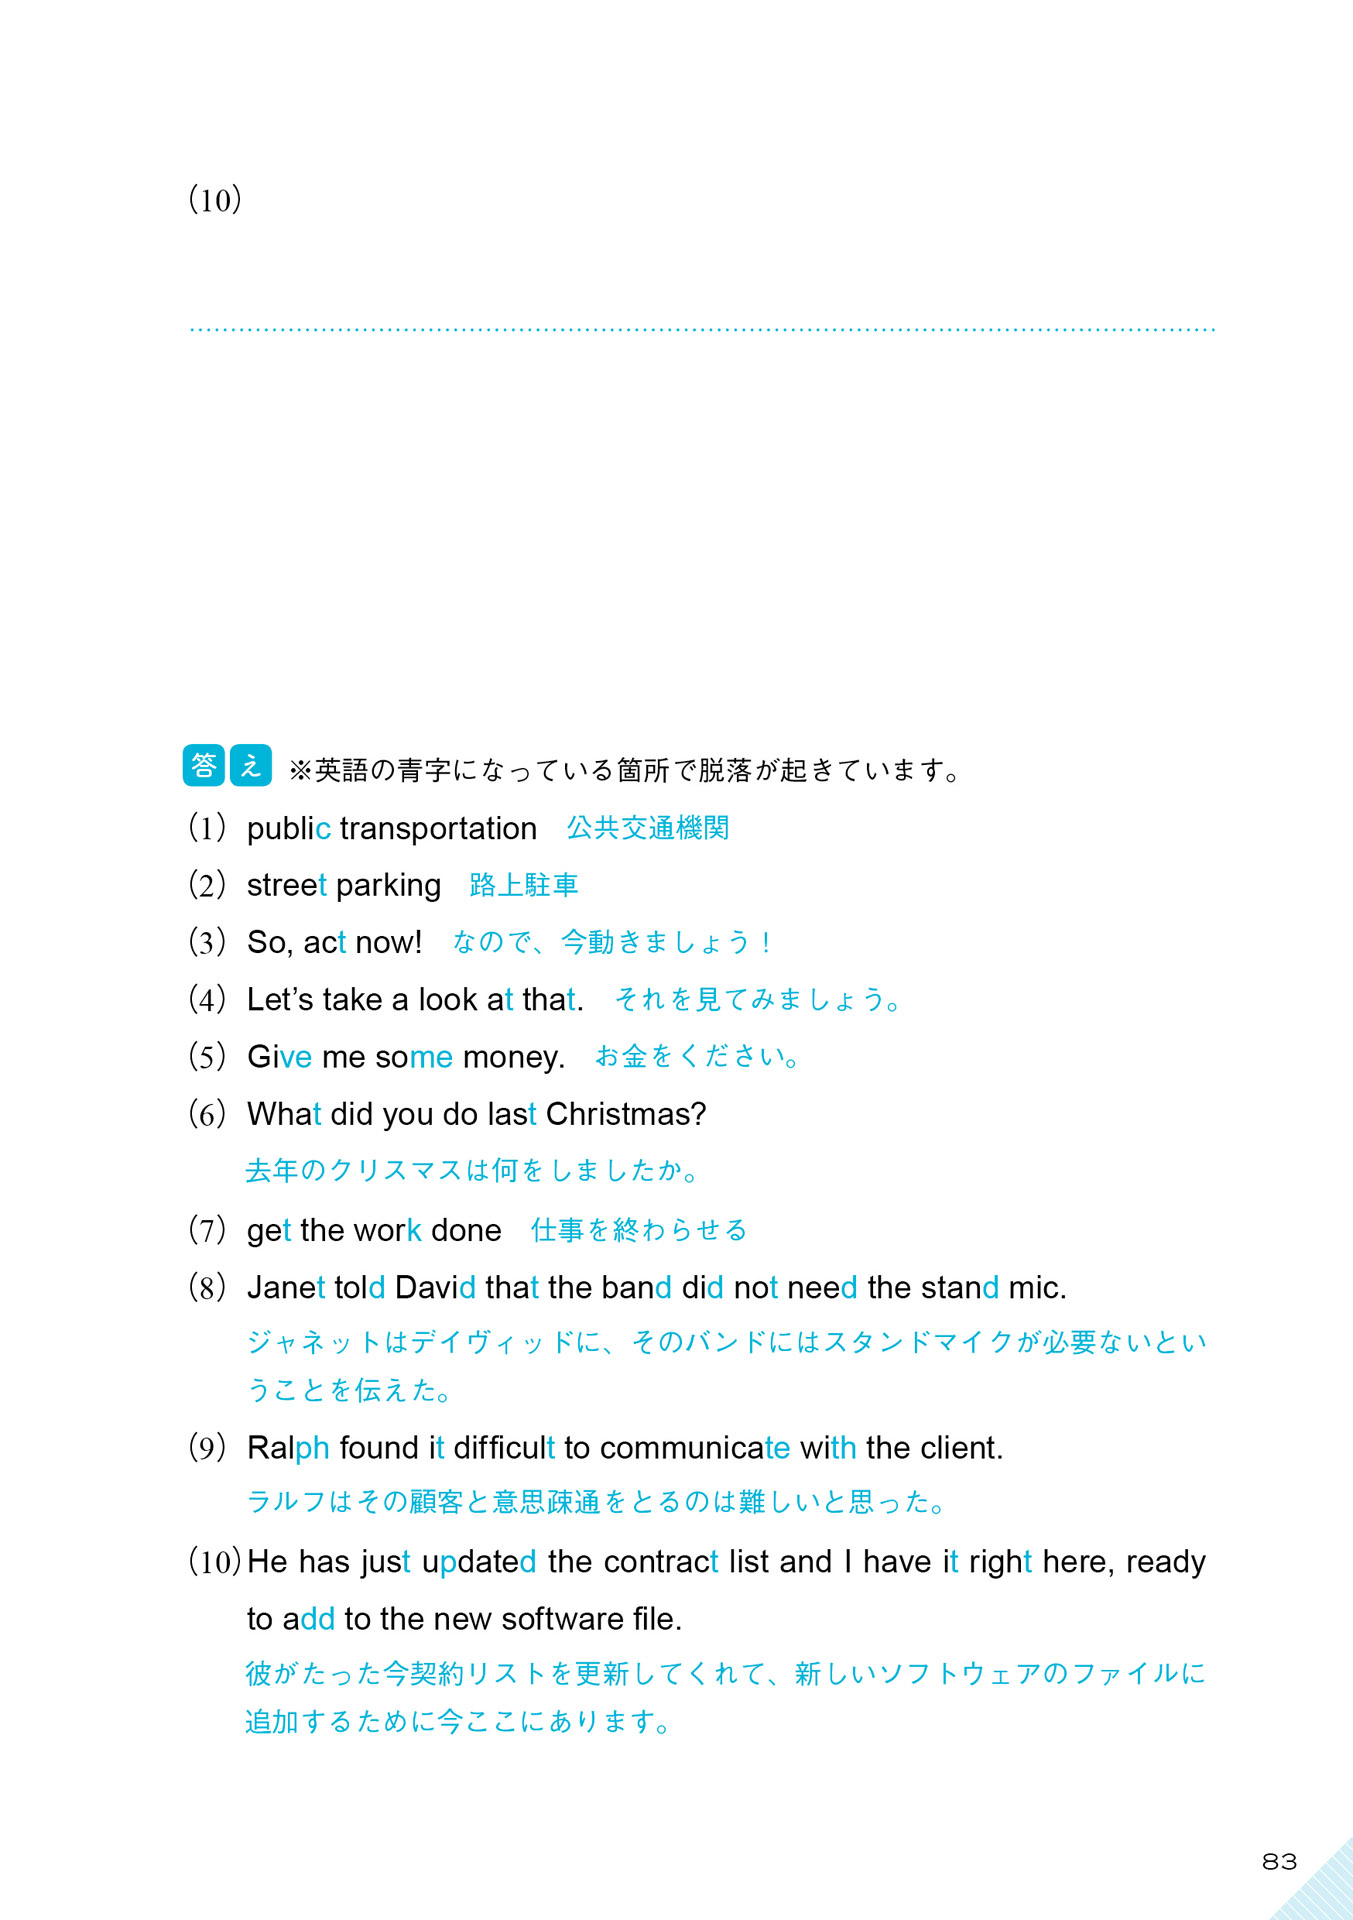 (10)
答え ※英語の青字になっている箇所で脱落が起きています。
(1) public transportation 公共交通機関
(2) street parking 路上駐車
(3) So, act now! なので、今動きましょう！
(4) Let’s take a look at that. それを見てみましょう。
(5) Give me some money. お金をください。
(6) What did you do last Christmas?
去年のクリスマスは何をしましたか。
(7) get the work done 仕事を終わらせる
(8) Janet told David that the band did not need the stand mic.
ジャネットはデイヴィッドに、そのバンドにはスタンドマイクが必要ないとい
うことを伝えた。
(9) Ralph found it difficult to communicate with the client.
ラルフはその顧客と意思疎通をとるのは難しいと思った。
(10) He has just updated the contract list and I have it right here, ready
to add to the new software file.
彼がたった今契約リストを更新してくれて、新しいソフトウェアのファイルに
追加するために今ここにあります。
83